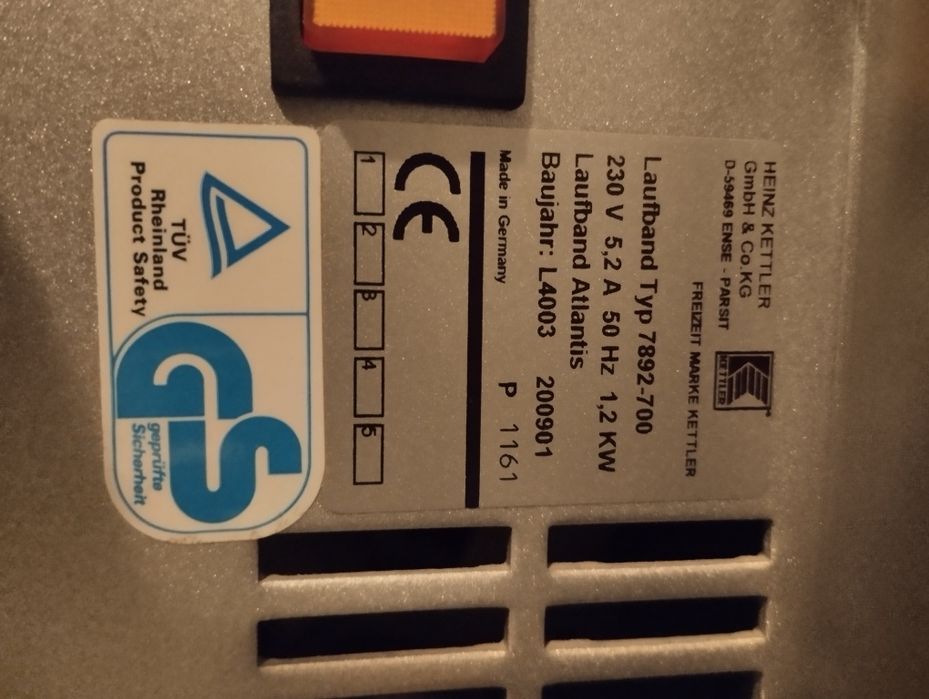 HEINZ KETTLER
GmbH & Co.KG
D-59469 ENSE - PARSIT
KETTLER
FREIZEIT MARKE KETTLER
Laufband Typ 7892-700
230 V 5,2 A 50 Hz 1,2 KW
Laufband Atlantis
Baujahr: L4003 200901
Made in Germany P 1161
CE
1 2 3 4 5
TÜV
Rheinland
Product Safety
GS
geprüfte
Sicherheit